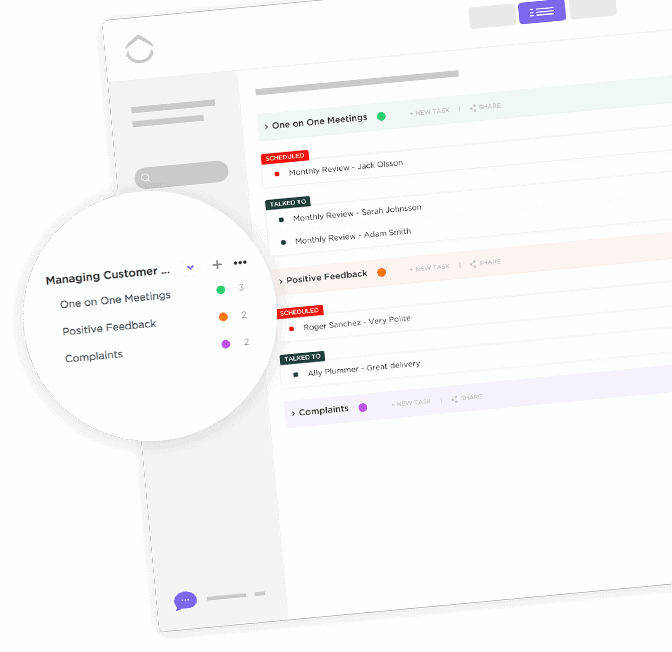 One on One Meetings + NEW TASK | SHARE
SCHEDULED
Monthly Review - Jack Olsson
TALKED TO
Monthly Review - Sarah Johnsson
Monthly Review - Adam Smith
Managing Customer ...
One on One Meetings 3
Positive Feedback 2
Complaints 2
Positive Feedback + NEW TASK | SHARE
SCHEDULED
Roger Sanchez - Very Polite
TALKED TO
Ally Plummer - Great delivery
Complaints + NEW TASK | SHARE